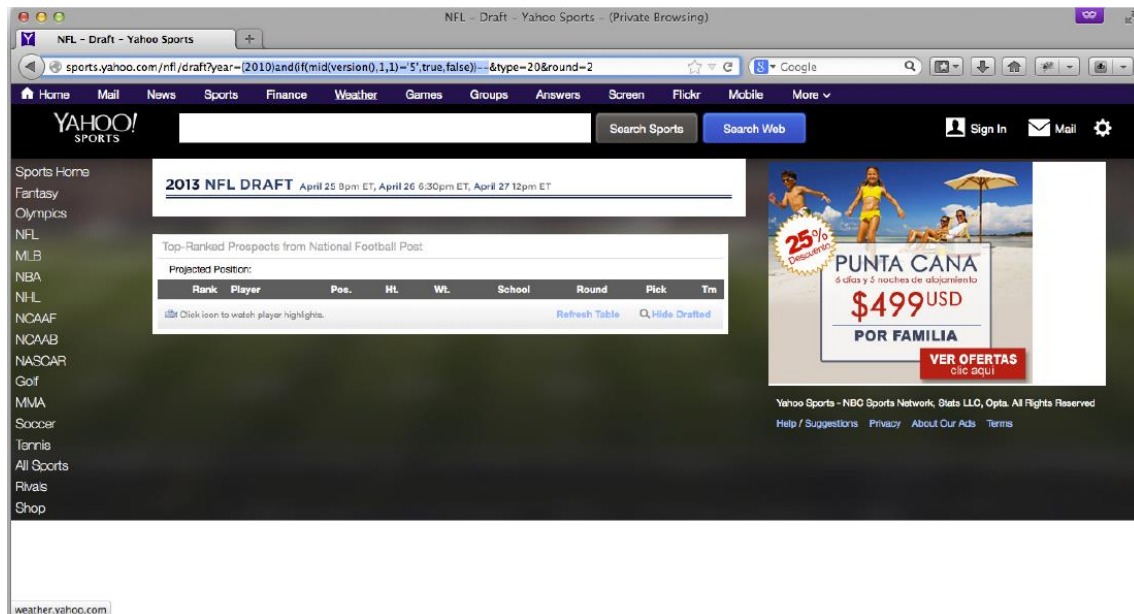 NFL – Draft – Yahoo Sports – (Private Browsing)
NFL – Draft – Yahoo Sports
sports.yahoo.com/nfl/draft?year=(2010)and(if(mid(version(),1,1)='5',true,false))--&type=20&round=2
Google
Home Mail News Sports Finance Weather Games Groups Answers Screen Flickr Mobile More
YAHOO!
SPORTS
Search Sports Search Web Sign In Mail
Sports Home
Fantasy
Olympics
NFL
MLB
NBA
NHL
NCAAF
NCAAB
NASCAR
Golf
MMA
Soccer
Tennis
All Sports
Rivals
Shop
2013 NFL DRAFT April 25 8pm ET, April 26 6:30pm ET, April 27 12pm ET
Top-Ranked Prospects from National Football Post
Projected Position:
Rank Player Pos. Ht. Wt. School Round Pick Tm
Click icon to watch player highlights. Refresh Table Hide Drafted
25%
Descuento
PUNTA CANA
6 días y 5 noches de alojamiento
$499 USD
POR FAMILIA
VER OFERTAS
clic aquí
Yahoo Sports - NBC Sports Network, Stats LLC, Opta. All Rights Reserved
Help / Suggestions Privacy About Our Ads Terms
weather.yahoo.com